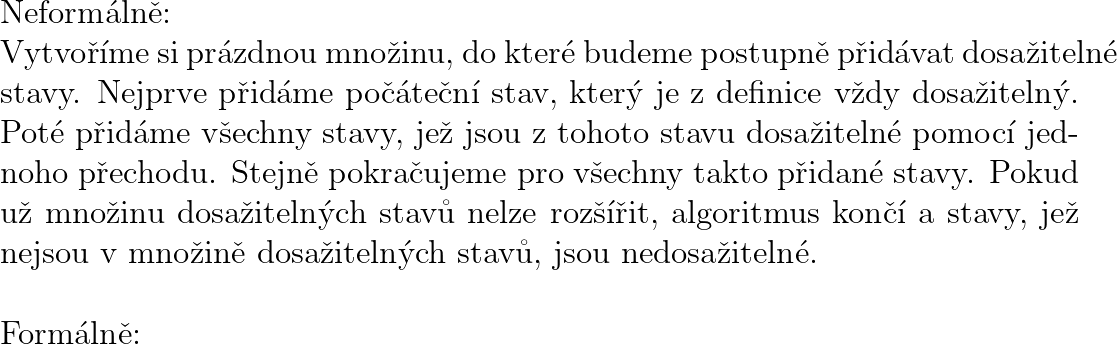 Neformálně:
Vytvoříme si prázdnou množinu, do které budeme postupně přidávat dosažitelné
stavy. Nejprve přidáme počáteční stav, který je z definice vždy dosažitelný.
Poté přidáme všechny stavy, jež jsou z tohoto stavu dosažitelné pomocí jed-
noho přechodu. Stejně pokračujeme pro všechny takto přidané stavy. Pokud
už množinu dosažitelných stavů nelze rozšířit, algoritmus končí a stavy, jež
nejsou v množině dosažitelných stavů, jsou nedosažitelné.
Formálně: